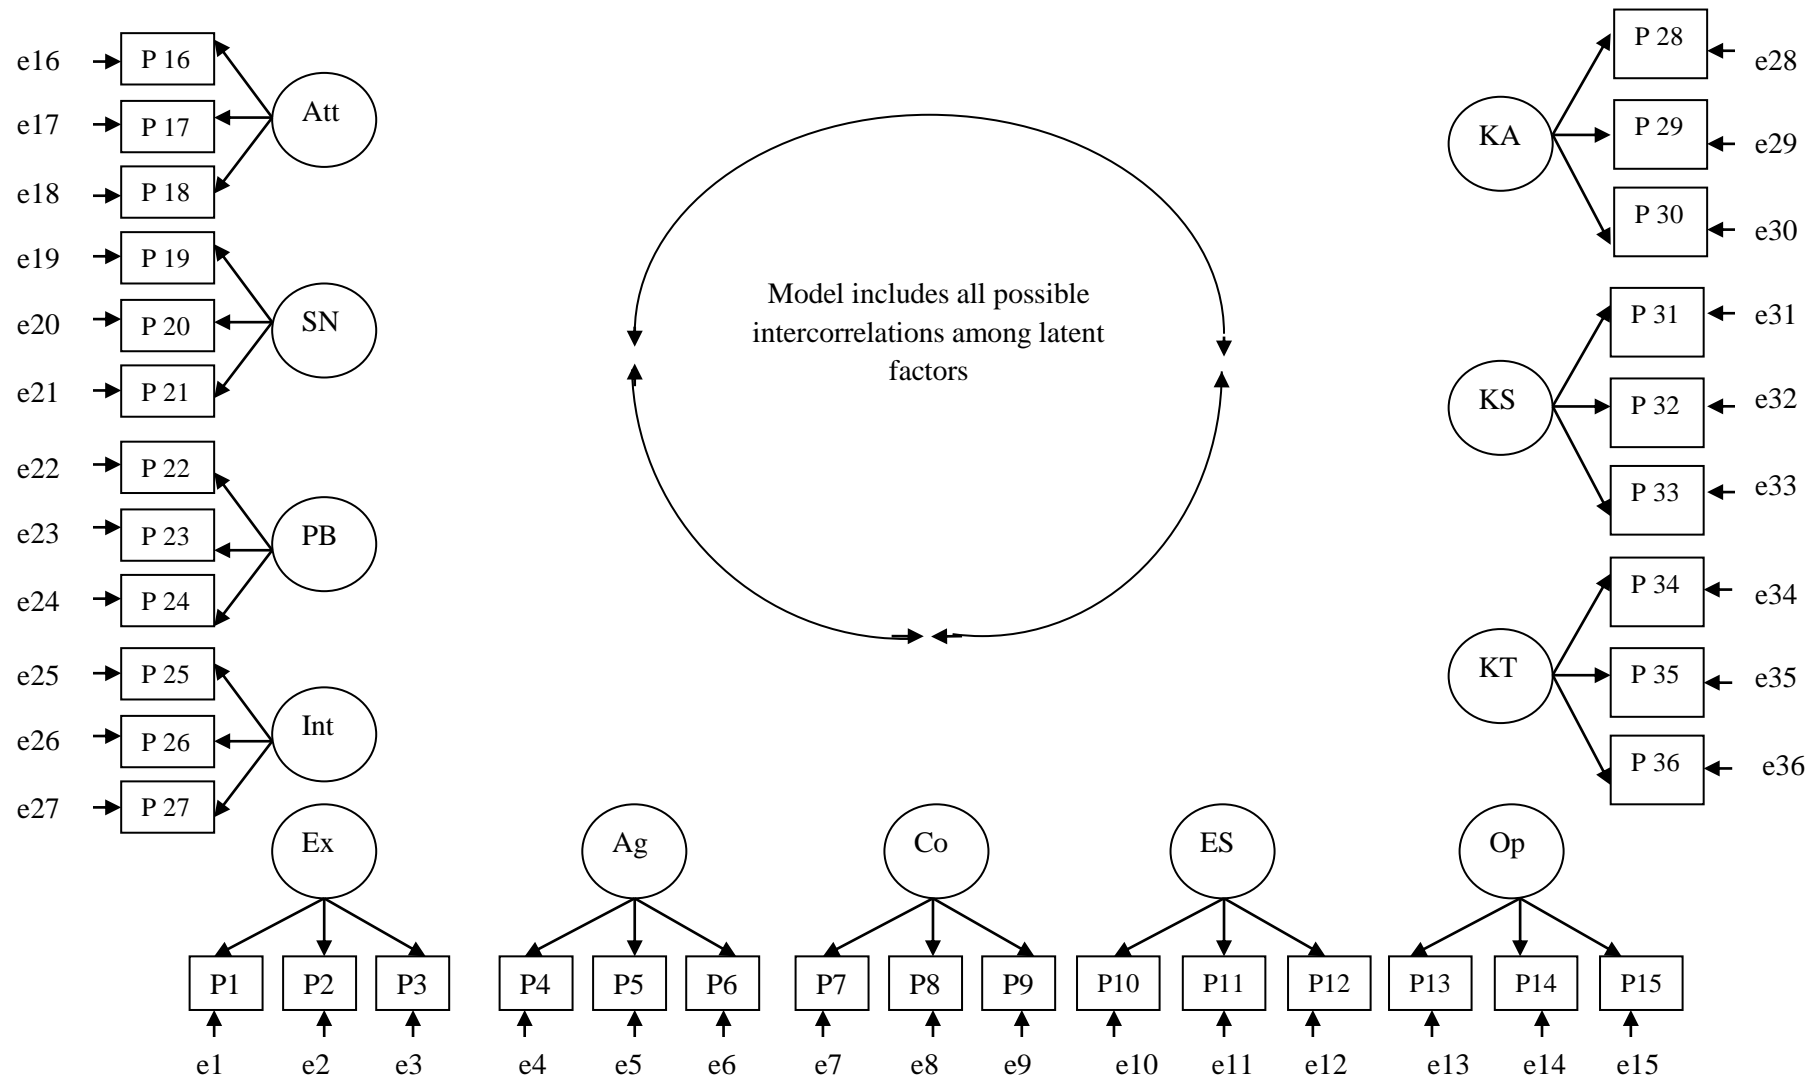 e16 P 16
e17 P 17
e18 P 18
Att
e19 P 19
e20 P 20
e21 P 21
SN
e22 P 22
e23 P 23
e24 P 24
PB
e25 P 25
e26 P 26
e27 P 27
Int
Model includes all possible
intercorrelations among latent
factors
KA
P 28 e28
P 29 e29
P 30 e30
KS
P 31 e31
P 32 e32
P 33 e33
KT
P 34 e34
P 35 e35
P 36 e36
Ex Ag Co ES Op
P1 P2 P3 P4 P5 P6 P7 P8 P9 P10 P11 P12 P13 P14 P15
e1 e2 e3 e4 e5 e6 e7 e8 e9 e10 e11 e12 e13 e14 e15